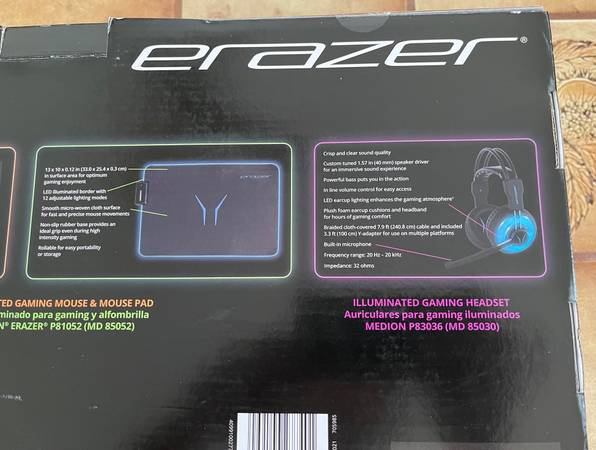 erazer®
13 x 10 x 0.12 in (33.0 x 25.4 x 0.3 cm)
in surface area for optimum
gaming enjoyment
LED illuminated border with
12 adjustable lighting modes
Smooth micro-woven cloth surface
for fast and precise mouse movements
Non-slip rubber base provides an
ideal grip even during high
intensity gaming
Rollable for easy portability
or storage
erazer
TED GAMING MOUSE & MOUSE PAD
minado para gaming y alfombrilla
N® ERAZER® P81052 (MD 85052)
Crisp and clear sound quality
Custom tuned 1.57 in (40 mm) speaker driver
for an immersive sound experience
Powerful bass puts you in the action
In line volume control for easy access
LED earcup lighting enhances the gaming atmosphere
Plush foam earcup cushions and headband
for hours of gaming comfort
Braided cloth-covered 7.9 ft (240.8 cm) cable and included
3.3 ft (100 cm) Y-adapter for use on multiple platforms
Built-in microphone
Frequency range: 20 Hz – 20 kHz
Impedance: 32 ohms
ILLUMINATED GAMING HEADSET
Auriculares para gaming iluminados
MEDION P83036 (MD 85030)
021 705985